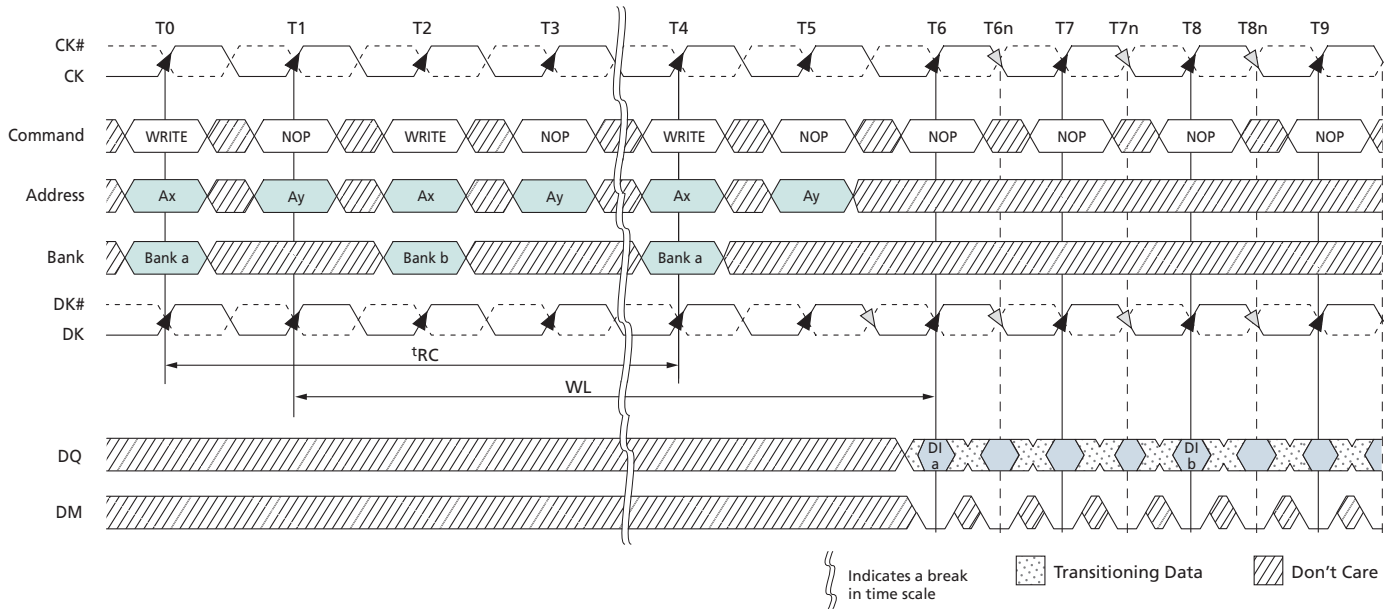 T0 T1 T2 T3 T4 T5 T6 T6n T7 T7n T8 T8n T9
CK#
CK
Command WRITE NOP WRITE NOP WRITE NOP NOP NOP NOP NOP
Address Ax Ay Ax Ay Ax Ay
Bank Bank a Bank b Bank a
DK#
DK
tRC
WL
DQ DI a DI b
DM
Indicates a break in time scale
Transitioning Data
Don't Care